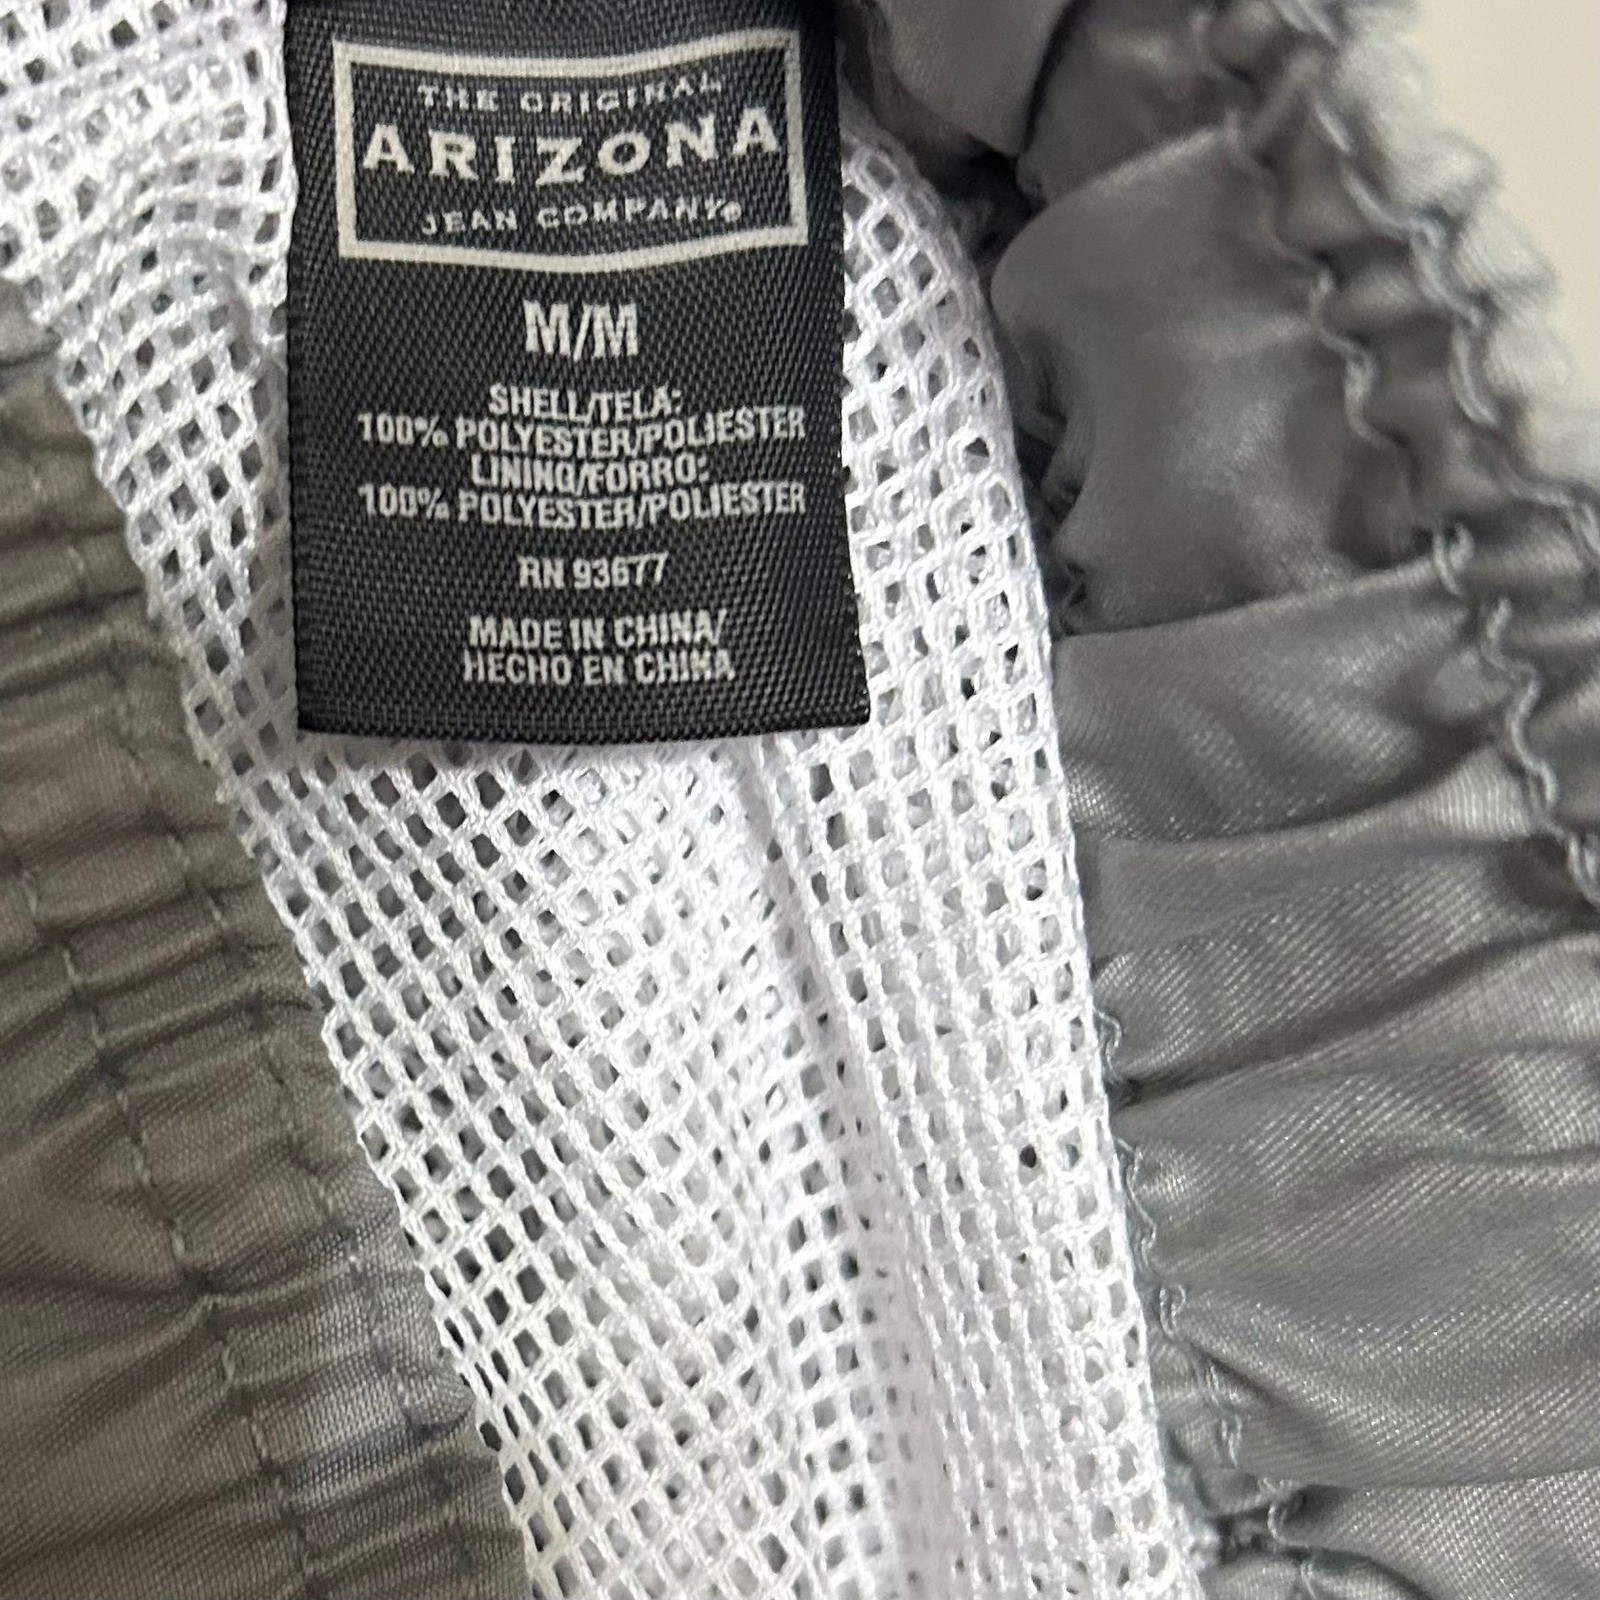 THE ORIGINAL
ARIZONA
JEAN COMPANY®
M/M
SHELL/TELA:
100% POLYESTER/POLIESTER
LINING/FORRO:
100% POLYESTER/POLIESTER
RN 93677
MADE IN CHINA/
HECHO EN CHINA